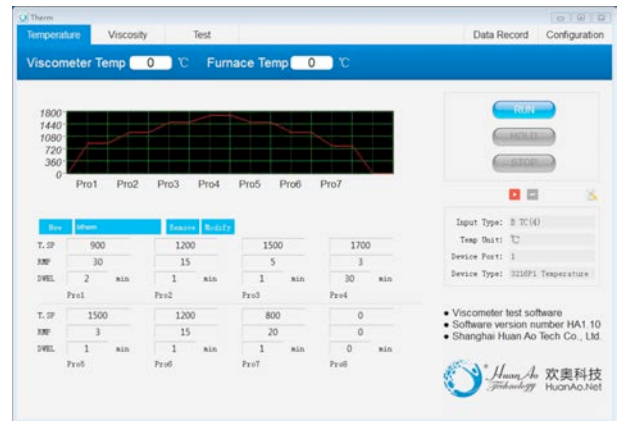 Therm
Temperature Viscosity Test Data Record Configuration
Viscometer Temp 0 ℃ Furnace Temp 0 ℃
1800
1440
1080
720
360
0
Pro1 Pro2 Pro3 Pro4 Pro5 Pro6 Pro7
RUN
HOLD
STOP
New Remove Modify
T.SP 900 1200 1500 1700
RMP 30 15 5 3
DWEL 2 min 1 min 1 min 30 min
Pro1 Pro2 Pro3 Pro4
T.SP 1500 1200 800 0
RMP 3 15 20 0
DWEL 1 min 1 min 1 min 0 min
Pro5 Pro6 Pro7 Pro8
Input Type: B TC(4)
Temp Unit: ℃
Device Port: 1
Device Type: 3216P1 Temperature
• Viscometer test software
• Software version number HA1.10
• Shanghai Huan Ao Tech Co., Ltd.
Huan Ao Technology
欢奥科技
HuanAo.Net